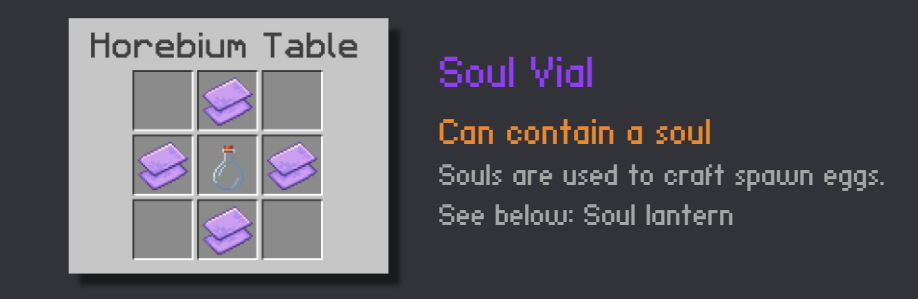 Horebium Table
Soul Vial
Can contain a soul
Souls are used to craft spawn eggs.
See below: Soul lantern